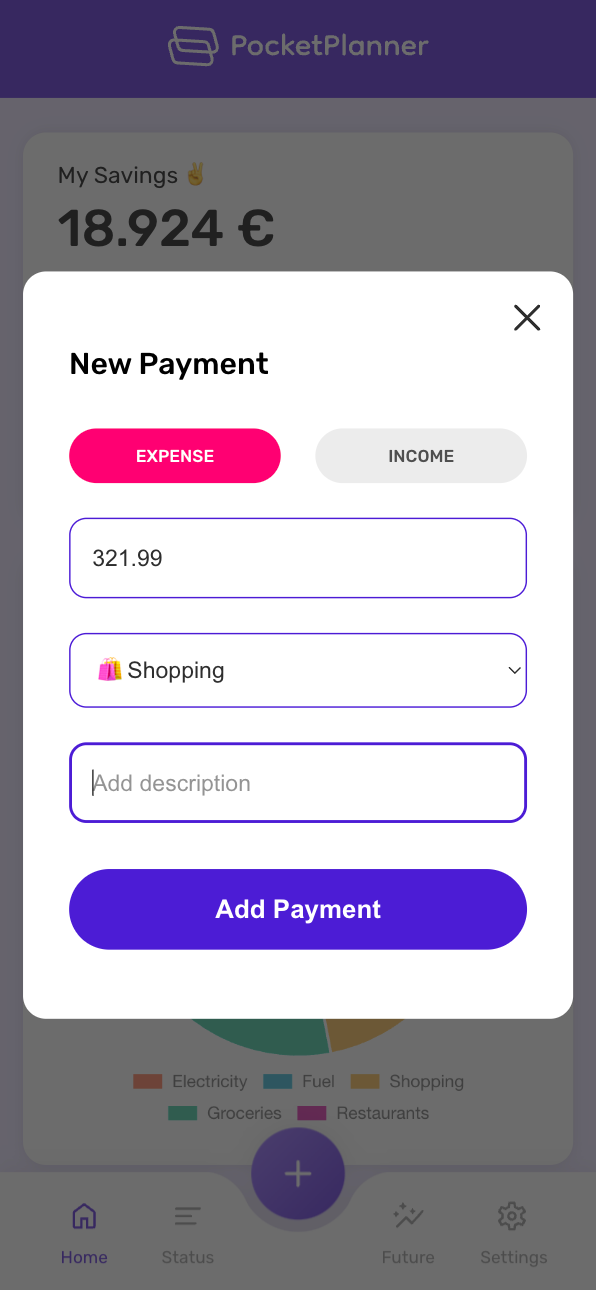 PocketPlanner
My Savings ✌️
18.924 €
New Payment
EXPENSE INCOME
321.99
🛍️ Shopping
Add description
Add Payment
Electricity Fuel Shopping
Groceries Restaurants
Home Status Future Settings